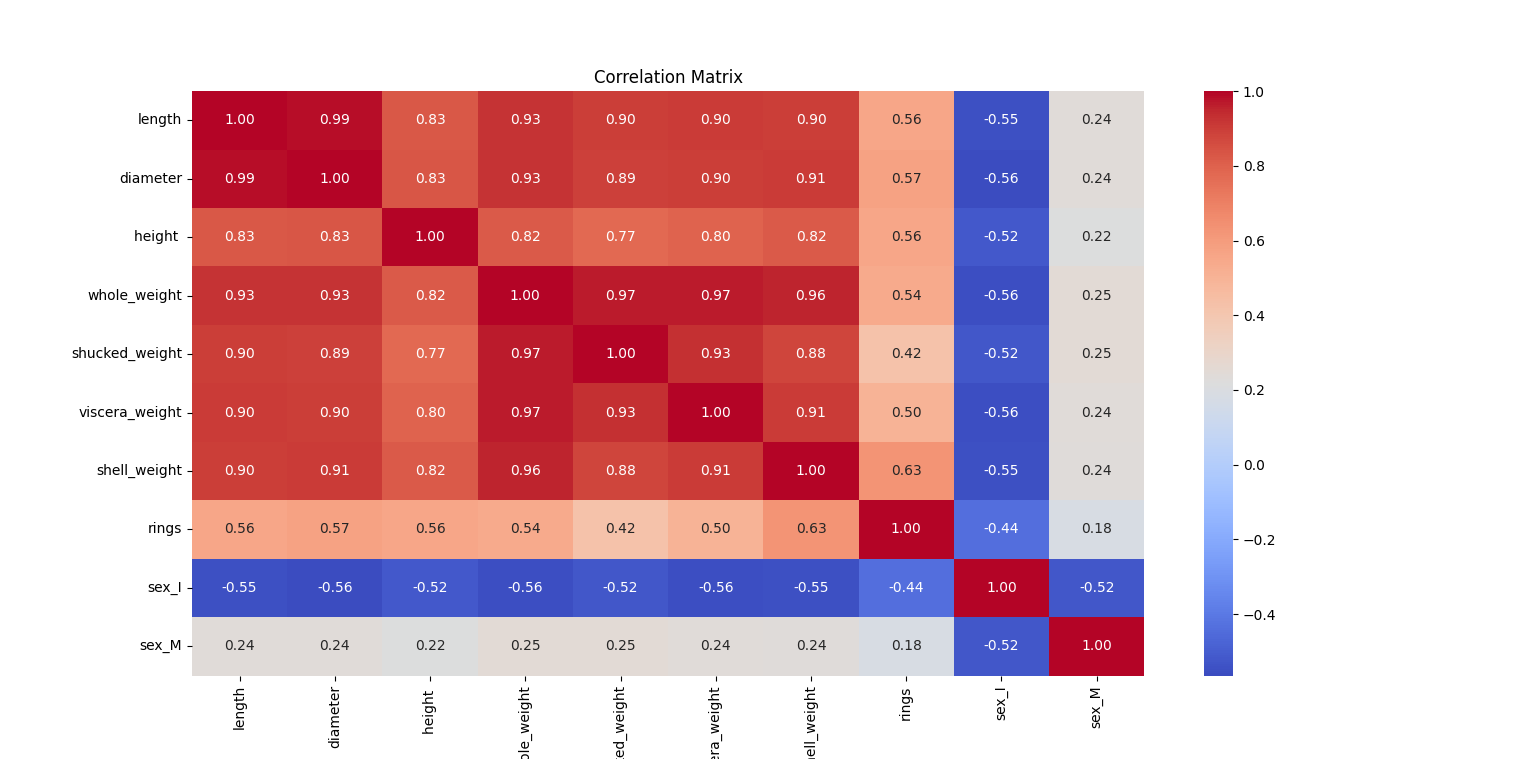 Correlation Matrix
length 1.00 0.99 0.83 0.93 0.90 0.90 0.90 0.56 -0.55 0.24
diameter 0.99 1.00 0.83 0.93 0.89 0.90 0.91 0.57 -0.56 0.24
height 0.83 0.83 1.00 0.82 0.77 0.80 0.82 0.56 -0.52 0.22
whole_weight 0.93 0.93 0.82 1.00 0.97 0.97 0.96 0.54 -0.56 0.25
shucked_weight 0.90 0.89 0.77 0.97 1.00 0.93 0.88 0.42 -0.52 0.25
viscera_weight 0.90 0.90 0.80 0.97 0.93 1.00 0.91 0.50 -0.56 0.24
shell_weight 0.90 0.91 0.82 0.96 0.88 0.91 1.00 0.63 -0.55 0.24
rings 0.56 0.57 0.56 0.54 0.42 0.50 0.63 1.00 -0.44 0.18
sex_I -0.55 -0.56 -0.52 -0.56 -0.52 -0.56 -0.55 -0.44 1.00 -0.52
sex_M 0.24 0.24 0.22 0.25 0.25 0.24 0.24 0.18 -0.52 1.00
length diameter height ole_weight ed_weight era_weight ell_weight rings sex_I sex_M
1.0
0.8
0.6
0.4
0.2
0.0
−0.2
−0.4